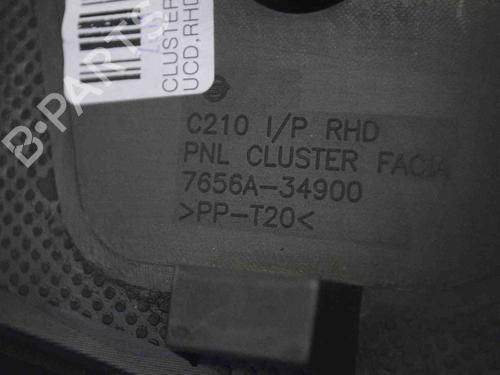 CLUSTER
UCD,RHD
C210 I/P RHD
PNL CLUSTER FACIA
7656A-34900
>PP-T20<
B-PARTS